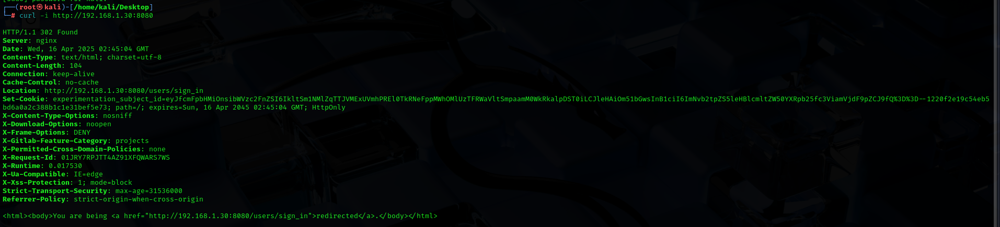 ┌──(root㉿kali)-[/home/kali/Desktop]
└─# curl -i http://192.168.1.30:8080
HTTP/1.1 302 Found
Server: nginx
Date: Wed, 16 Apr 2025 02:45:04 GMT
Content-Type: text/html; charset=utf-8
Content-Length: 104
Connection: keep-alive
Cache-Control: no-cache
Location: http://192.168.1.30:8080/users/sign_in
Set-Cookie: experimentation_subject_id=eyJfcmFpbHMiOnsibWVzc2FnZSI6IkltSm1NMlZqTTJVMExUVmhPREl0TkRNeFppMWhOMlUzTFRWaVltSmpaamM0WkRkalpDST0iLCJleHAiOm51bGwsInB1ciI6ImNvb2tpZS5leHBlcmltZW50YXRpb25fc3ViamVjdF9pZCJ9fQ%3D%3D--1220f2e19c54eb5
bd6a0a2c388b1c1e31bef5e73; path=/; expires=Sun, 16 Apr 2045 02:45:04 GMT; HttpOnly
X-Content-Type-Options: nosniff
X-Download-Options: noopen
X-Frame-Options: DENY
X-Gitlab-Feature-Category: projects
X-Permitted-Cross-Domain-Policies: none
X-Request-Id: 01JRY7RPJTT4AZ91XFQWARS7WS
X-Runtime: 0.017530
X-Ua-Compatible: IE=edge
X-Xss-Protection: 1; mode=block
Strict-Transport-Security: max-age=31536000
Referrer-Policy: strict-origin-when-cross-origin
<html><body>You are being <a href="http://192.168.1.30:8080/users/sign_in">redirected</a>.</body></html>